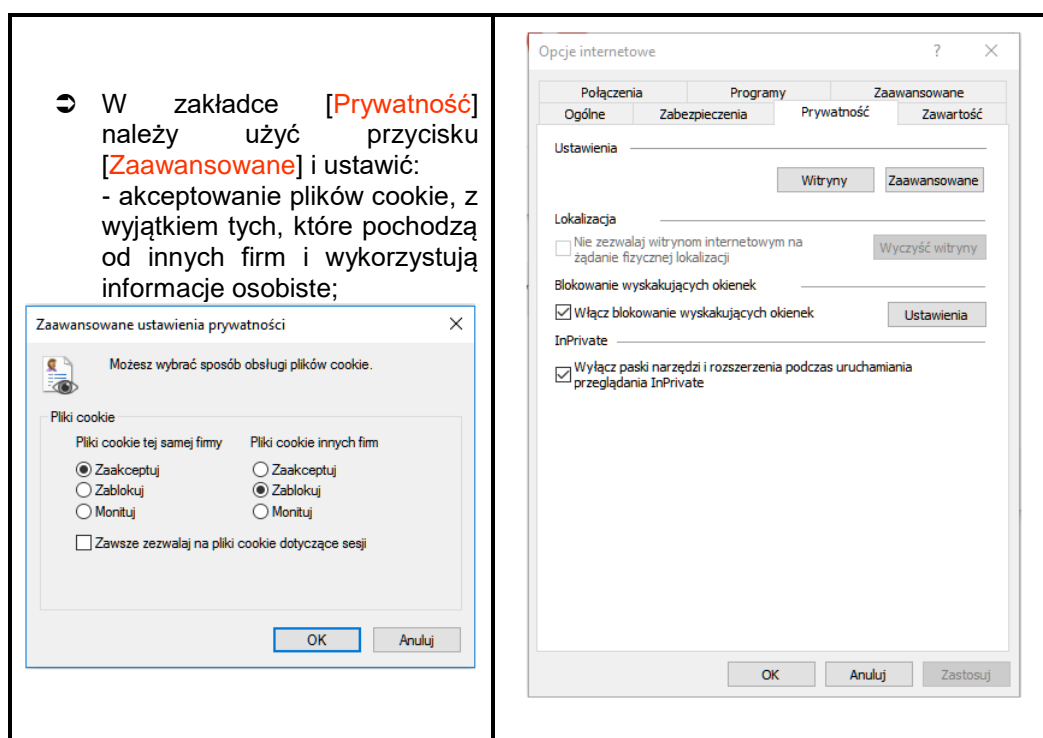 ➲ W zakładce [Prywatność]
należy użyć przycisku
[Zaawansowane] i ustawić:
- akceptowanie plików cookie, z
wyjątkiem tych, które pochodzą
od innych firm i wykorzystują
informacje osobiste;
Zaawansowane ustawienia prywatności
Możesz wybrać sposób obsługi plików cookie.
Pliki cookie
Pliki cookie tej samej firmy Pliki cookie innych firm
Zaakceptuj Zaakceptuj
Zablokuj Zablokuj
Monituj Monituj
Zawsze zezwalaj na pliki cookie dotyczące sesji
OK Anuluj
Opcje internetowe ?
Połączenia Programy Zaawansowane
Ogólne Zabezpieczenia Prywatność Zawartość
Ustawienia
Witryny Zaawansowane
Lokalizacja
Nie zezwalaj witrynom internetowym na
żądanie fizycznej lokalizacji
Wyczyść witryny
Blokowanie wyskakujących okienek
Włącz blokowanie wyskakujących okienek Ustawienia
InPrivate
Wyłącz paski narzędzi i rozszerzenia podczas uruchamiania
przeglądania InPrivate
OK Anuluj Zastosuj